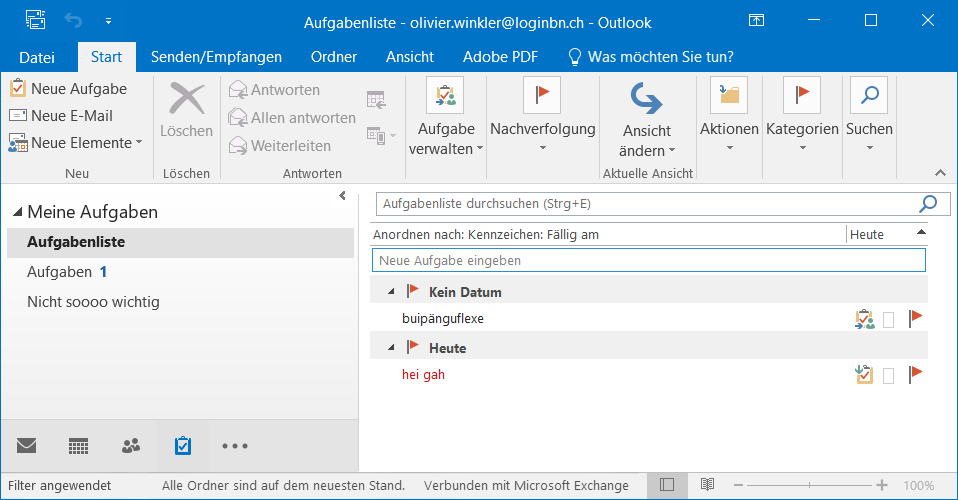 Aufgabenliste - olivier.winkler@loginbn.ch - Outlook
Datei Start Senden/Empfangen Ordner Ansicht Adobe PDF Was möchten Sie tun?
Neue Aufgabe
Neue E-Mail
Neue Elemente
Neu
Löschen
Löschen
Antworten
Allen antworten
Weiterleiten
Antworten
Aufgabe
verwalten
Nachverfolgung
Ansicht
ändern
Aktuelle Ansicht
Aktionen
Kategorien
Suchen
Meine Aufgaben
Aufgabenliste
Aufgaben 1
Nicht soooo wichtig
Aufgabenliste durchsuchen (Strg+E)
Anordnen nach: Kennzeichen: Fällig am Heute
Neue Aufgabe eingeben
Kein Datum
buipänguflexe
Heute
hei gah
Filter angewendet Alle Ordner sind auf dem neuesten Stand. Verbunden mit Microsoft Exchange 100%